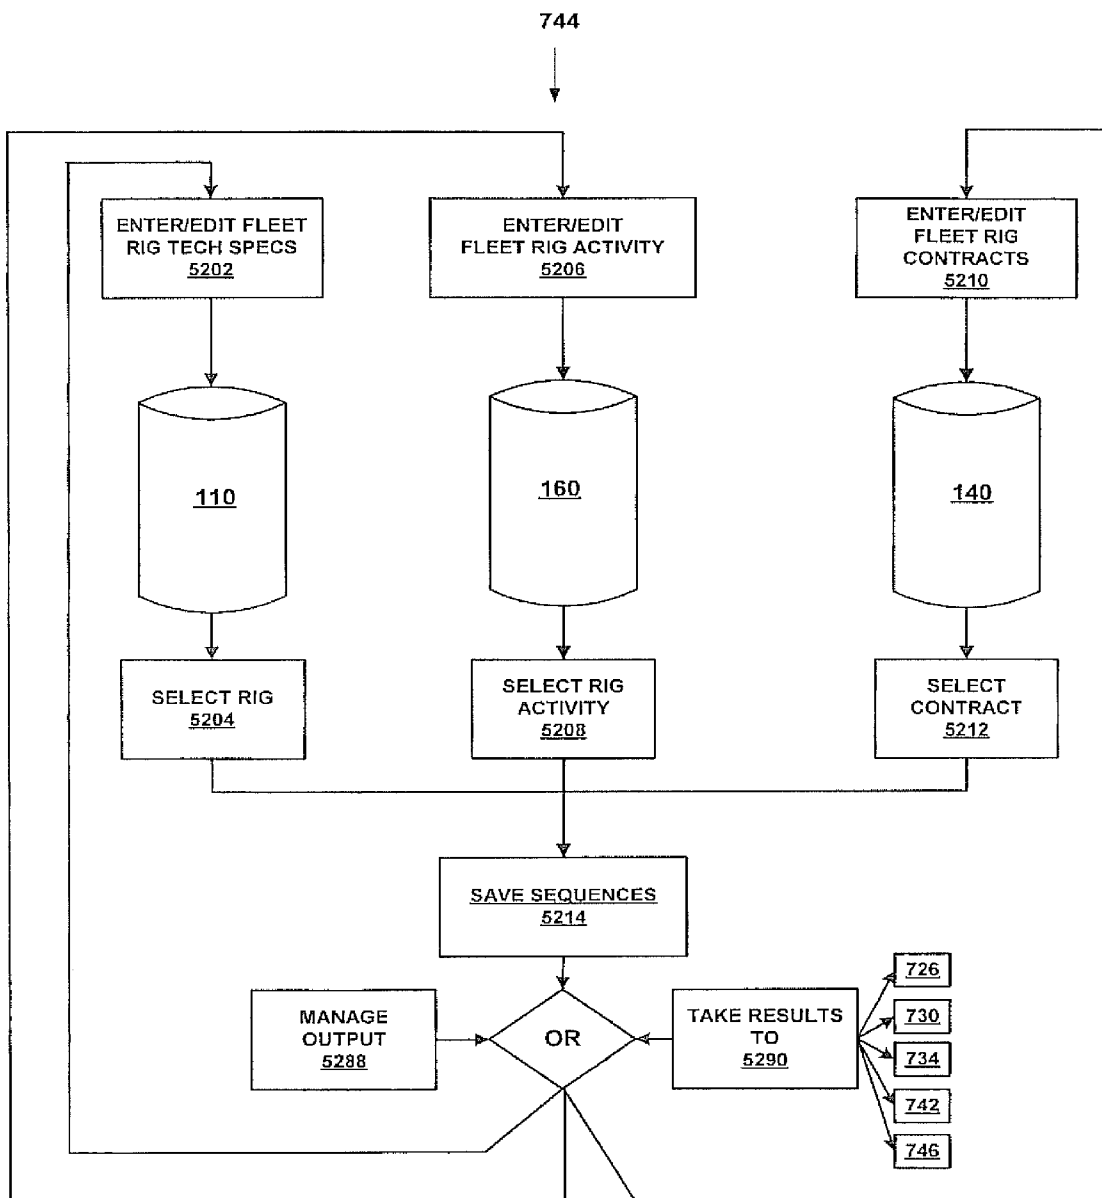 744
ENTER/EDIT FLEET
RIG TECH SPECS
5202
ENTER/EDIT
FLEET RIG ACTIVITY
5206
ENTER/EDIT
FLEET RIG
CONTRACTS
5210
110
160
140
SELECT RIG
5204
SELECT RIG
ACTIVITY
5208
SELECT
CONTRACT
5212
SAVE SEQUENCES
5214
MANAGE
OUTPUT
5288
OR
TAKE RESULTS
TO
5290
726
730
734
742
746